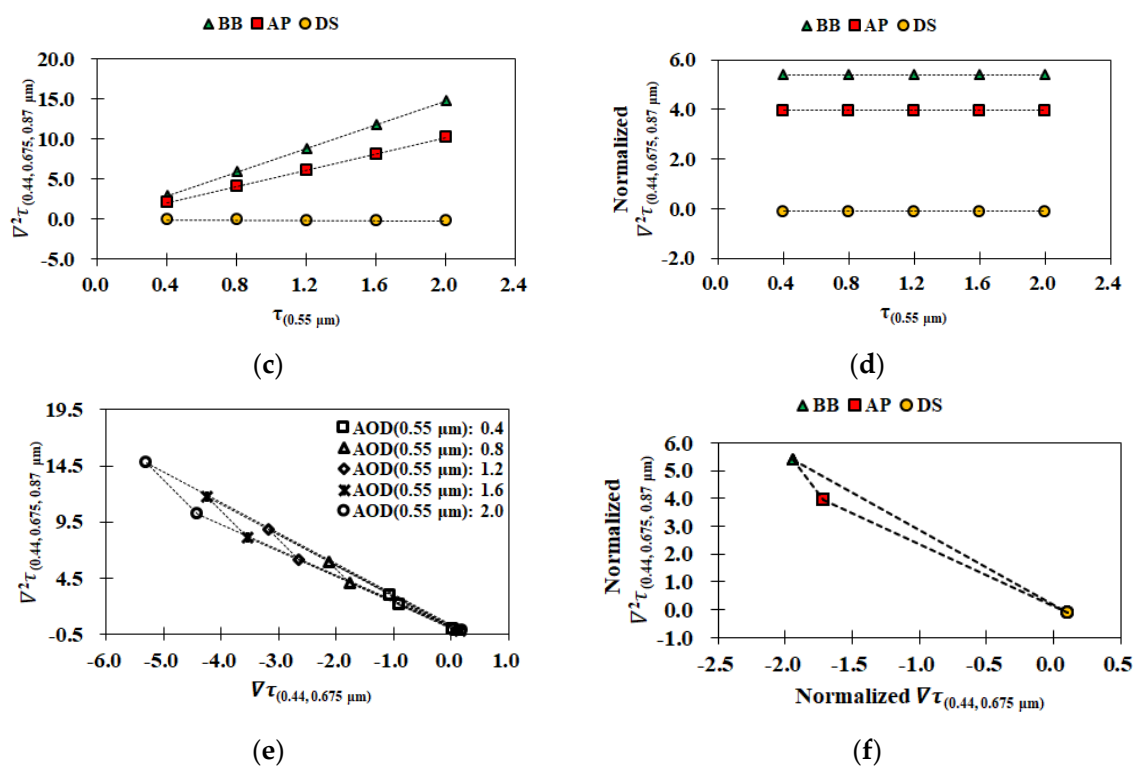 BB AP DS
20.0
15.0
10.0
5.0
0.0
-5.0
∇²τ(0.44, 0.675, 0.87 μm)
0.0 0.4 0.8 1.2 1.6 2.0 2.4
τ(0.55 μm)
(c)
BB AP DS
6.0
4.0
2.0
0.0
-2.0
Normalized
∇²τ(0.44, 0.675, 0.87 μm)
0.0 0.4 0.8 1.2 1.6 2.0 2.4
τ(0.55 μm)
(d)
19.5
14.5
9.5
4.5
-0.5
∇²τ(0.44, 0.675, 0.87 μm)
AOD(0.55 μm): 0.4
AOD(0.55 μm): 0.8
AOD(0.55 μm): 1.2
AOD(0.55 μm): 1.6
AOD(0.55 μm): 2.0
-6.0 -5.0 -4.0 -3.0 -2.0 -1.0 0.0 1.0
∇τ(0.44, 0.675 μm)
(e)
BB AP DS
6.0
5.0
4.0
3.0
2.0
1.0
0.0
-1.0
Normalized
∇²τ(0.44, 0.675, 0.87 μm)
-2.5 -2.0 -1.5 -1.0 -0.5 0.0 0.5
Normalized ∇τ(0.44, 0.675 μm)
(f)